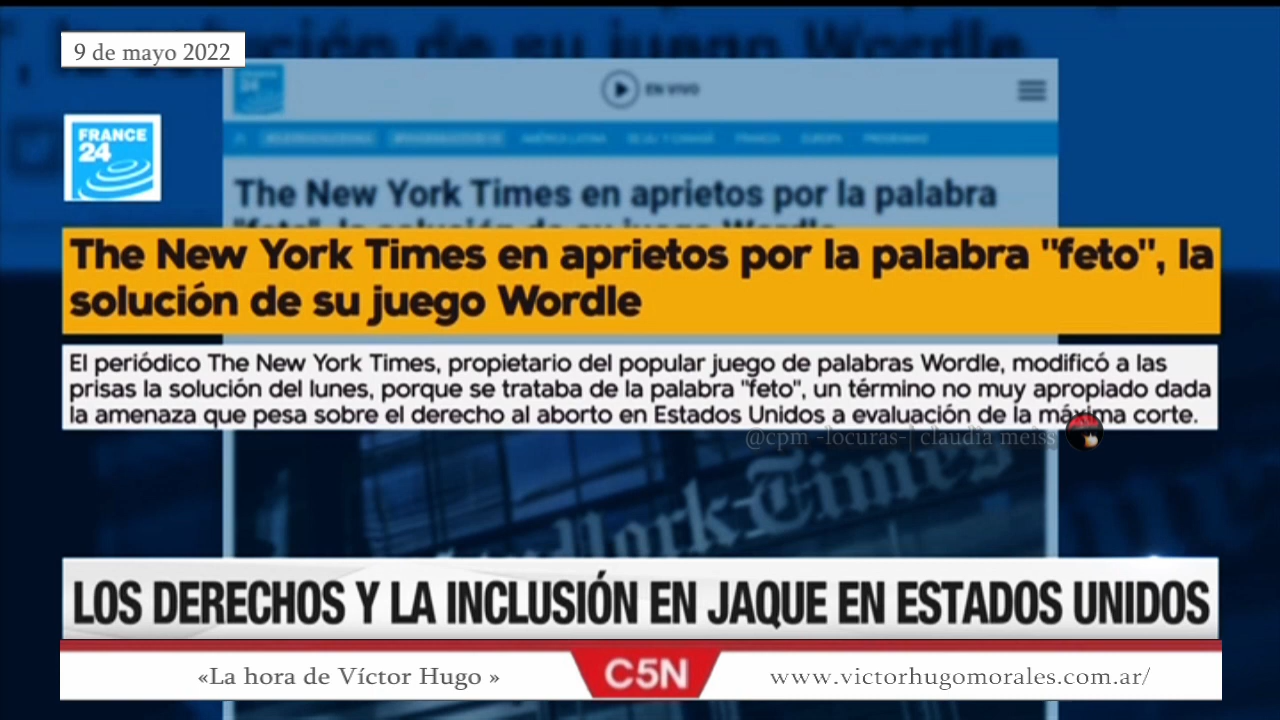 9 de mayo 2022
FRANCE
24
FRANCE
24
EN VIVO
The New York Times en aprietos por la palabra
The New York Times en aprietos por la palabra "feto", la
solución de su juego Wordle
El periódico The New York Times, propietario del popular juego de palabras Wordle, modificó a las
prisas la solución del lunes, porque se trataba de la palabra "feto", un término no muy apropiado dada
la amenaza que pesa sobre el derecho al aborto en Estados Unidos a evaluación de la máxima corte.
@cpm -locuras-| claudia meiss
York Times
LOS DERECHOS Y LA INCLUSIÓN EN JAQUE EN ESTADOS UNIDOS
«La hora de Víctor Hugo »
C5N
www.victorhugomorales.com.ar/